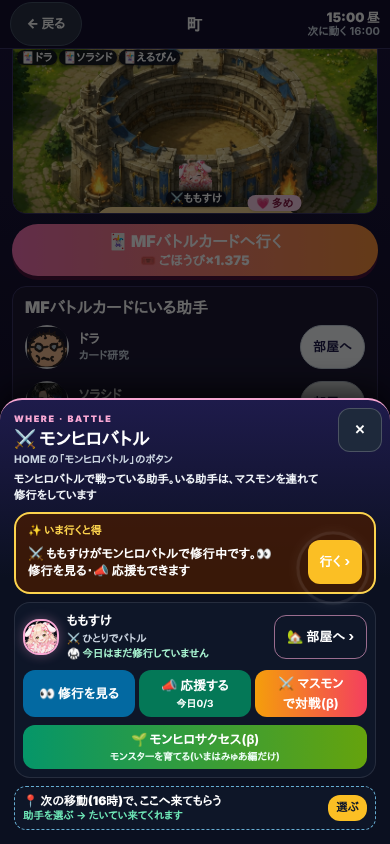 ← 戻る
町
15:00 昼
次に動く 16:00
🃏ドラ 🃏ソラシド 🃏えるぴん
⚔️ももすけ
💗多め
🃏 MFバトルカードへ行く
🎟️ ごほうび×1.375
MFバトルカードにいる助手
ドラ
カード研究
部屋へ
ソラシド
WHERE · BATTLE
⚔️ モンヒロバトル
HOME の「モンヒロバトル」のボタン
モンヒロバトルで戦っている助手。いる助手は、マスモンを連れて
修行をしています
×
✨ いま行くと得
⚔️ ももすけがモンヒロバトルで修行中です。👀
修行を見る・📣 応援もできます
行く ›
ももすけ
⚔️ ひとりでバトル
今日はまだ修行していません
🏡 部屋へ ›
👀 修行を見る
📣 応援する
今日0/3
⚔️ マスモン
で対戦(β)
🌱 モンヒロサクセス(β)
モンスターを育てる(いまはみゅあ編だけ)
📍 次の移動(16時)で、ここへ来てもらう
助手を選ぶ → たいてい来てくれます
選ぶ